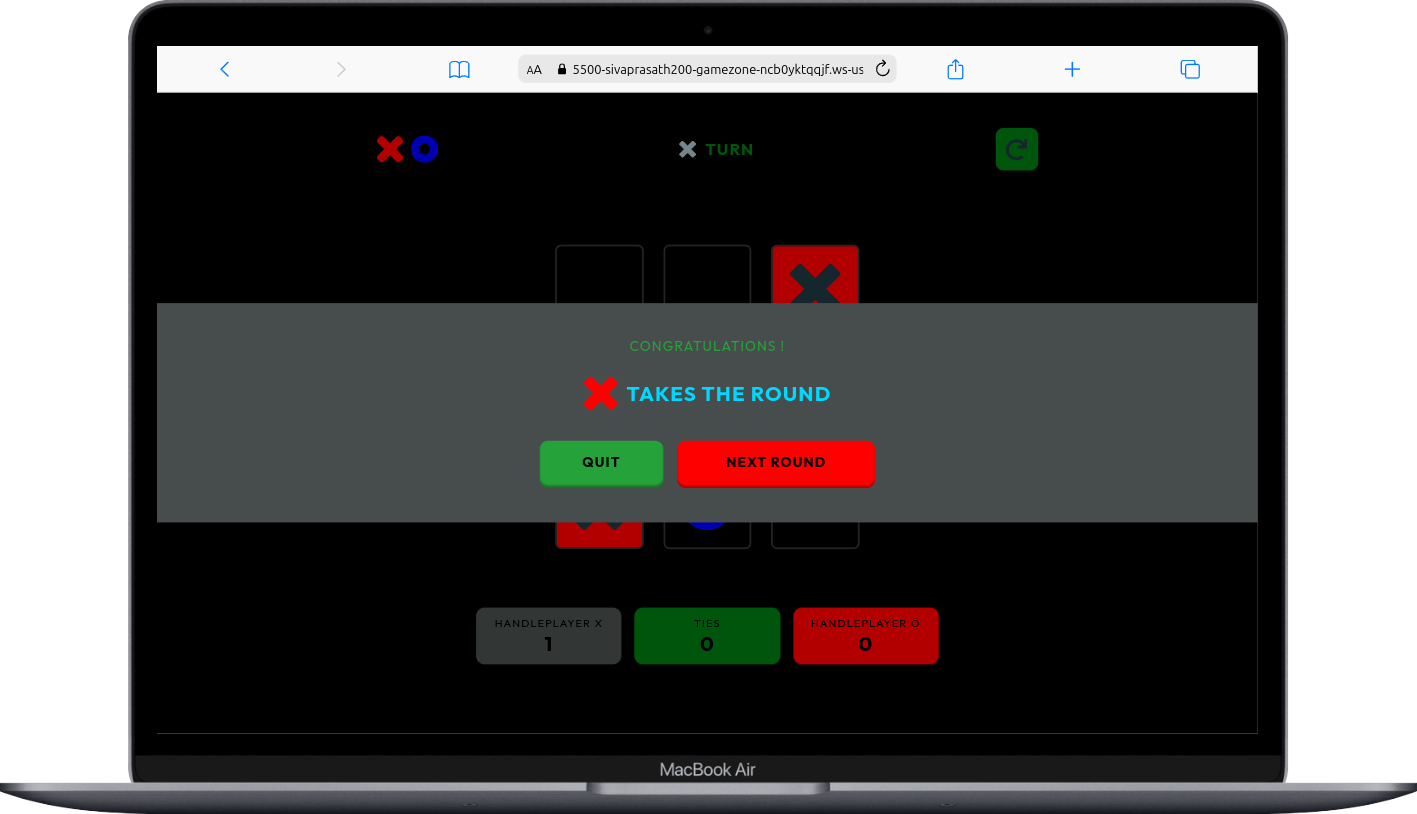 AA 5500-sivaprasath200-gamezone-ncb0yktqqjf.ws-us
TURN
CONGRATULATIONS !
TAKES THE ROUND
QUIT
NEXT ROUND
HANDLEPLAYER X
1
TIES
0
HANDLEPLAYER O
0
MacBook Air